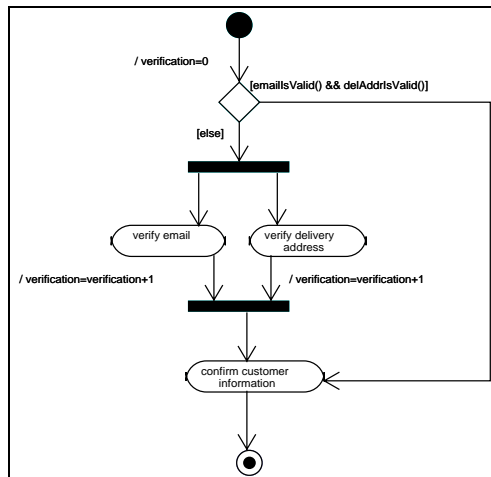 / verification=0
[emailIsValid() && delAddrIsValid()]
[else]
verify email
verify delivery
address
/ verification=verification+1
/ verification=verification+1
confirm customer
information